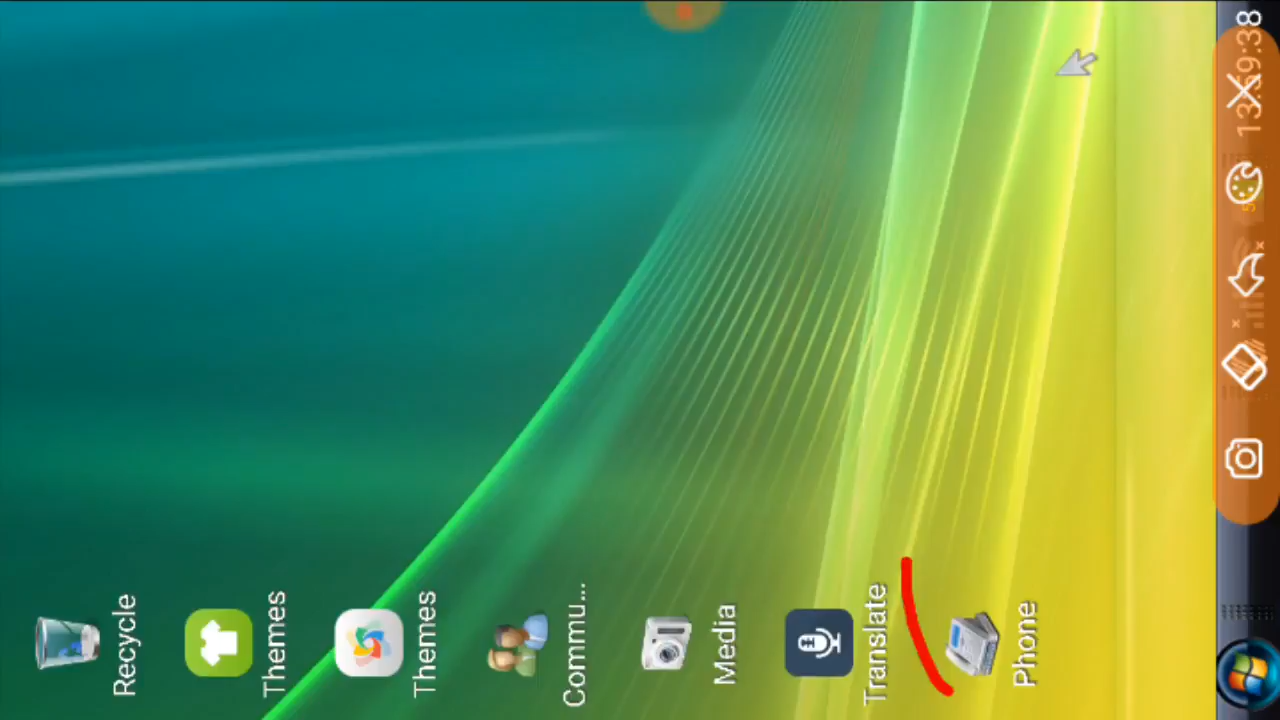 Recycle
Themes
Themes
Commu...
Media
Translate
Phone
13:59:38